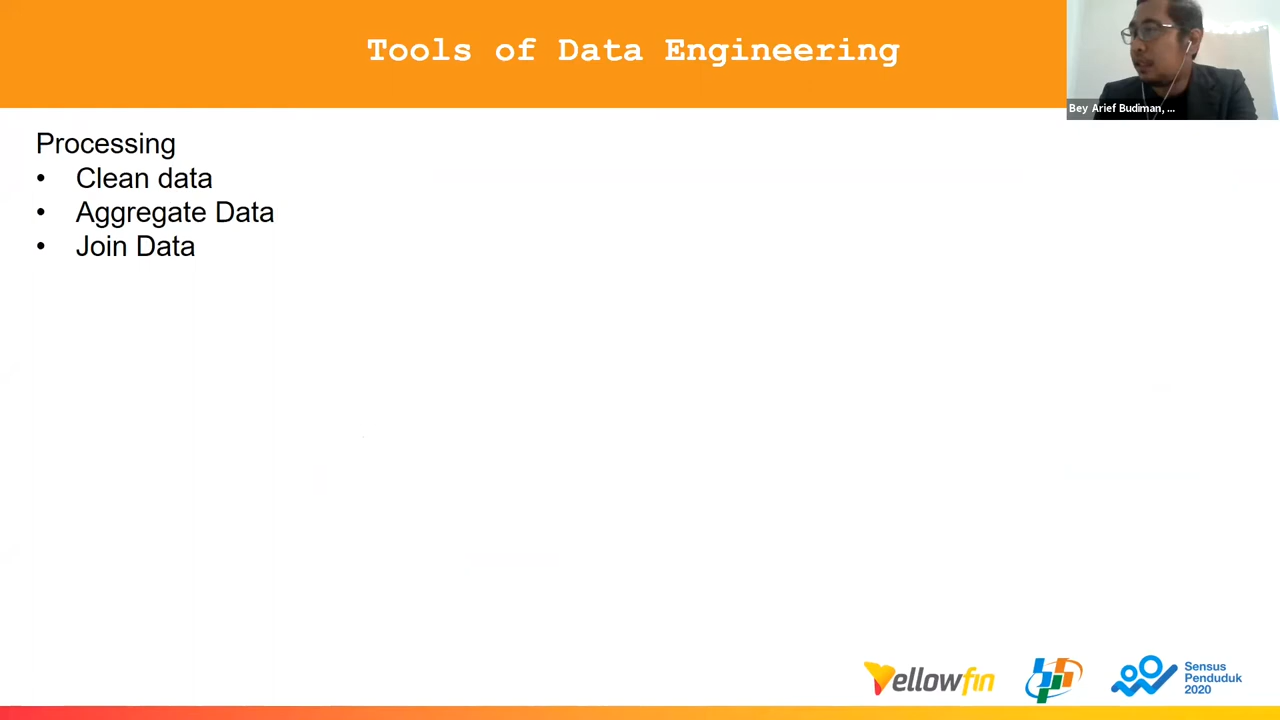 Tools of Data Engineering
Bey Arief Budiman, ...
Processing
• Clean data
• Aggregate Data
• Join Data
Yellowfin
Sensus
Penduduk
2020